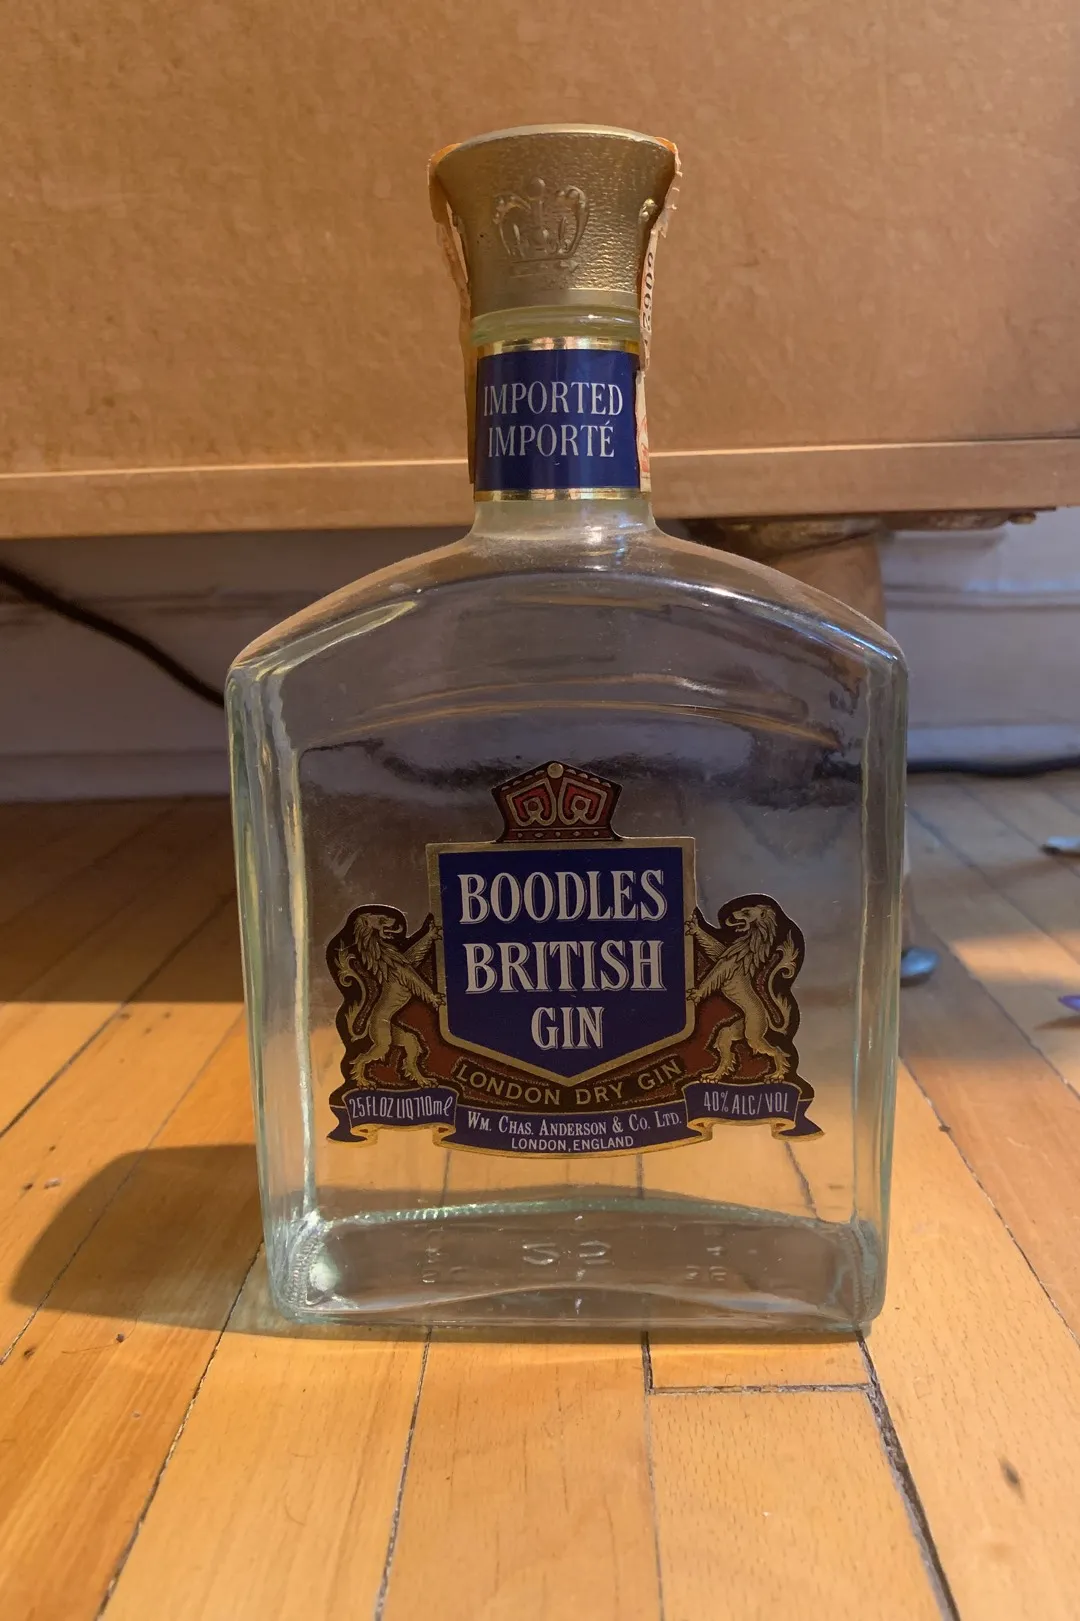 IMPORTED
IMPORTÉ
BOODLES
BRITISH
GIN
LONDON DRY GIN
25 FL OZ LIQ 710 ml
40% ALC/VOL
WM. CHAS. ANDERSON & CO. LTD.
LONDON, ENGLAND
52